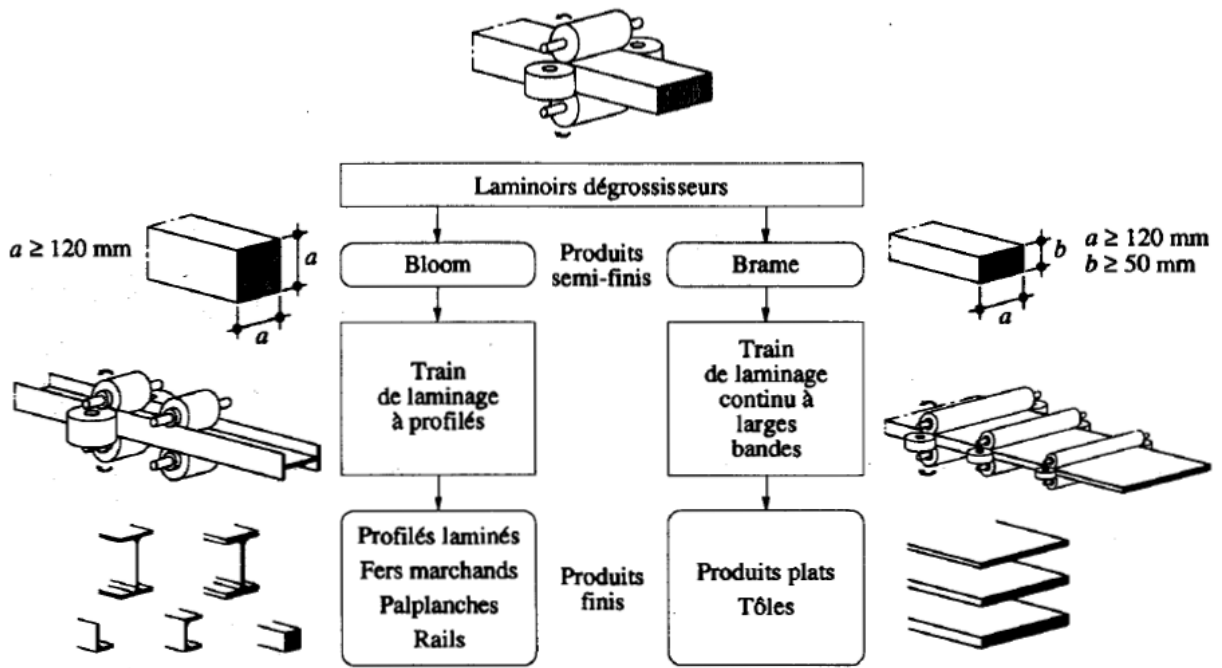 Laminoirs dégrossisseurs
a ≥ 120 mm
a
a
Bloom
Produits
semi-finis
Brame
b
a
a ≥ 120 mm
b ≥ 50 mm
Train
de laminage
à profilés
Train
de laminage
continu à
larges
bandes
Profilés laminés
Fers marchands
Palplanches
Rails
Produits
finis
Produits plats
Tôles